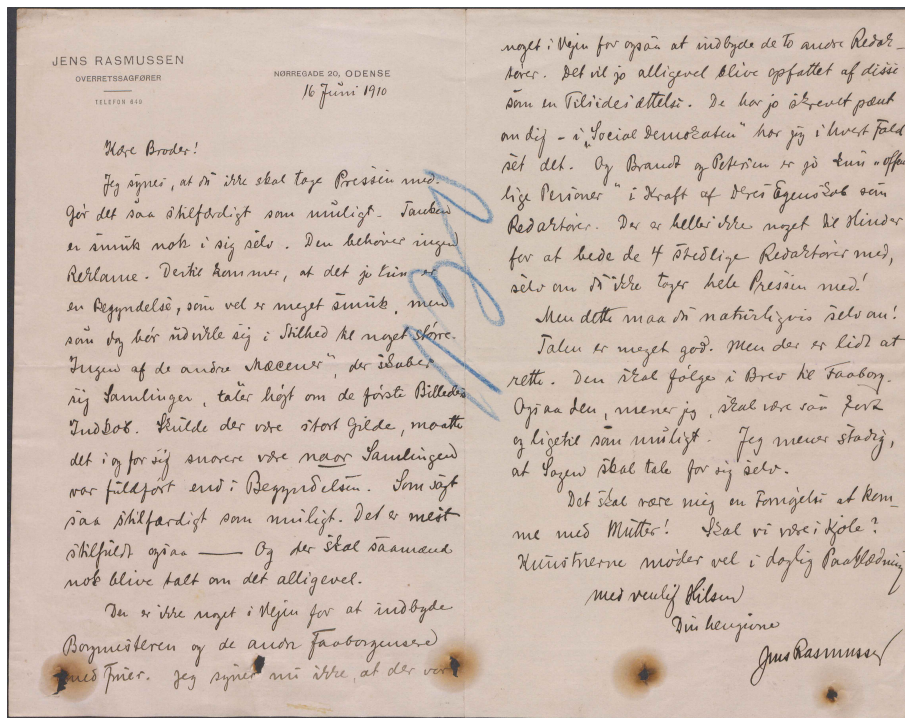 JENS RASMUSSEN
OVERRETSSAGFØRER
TELEFON 840
NØRREGADE 20, ODENSE
16 Juni 1910
Kære Broder!
Jeg synes, at du ikke skal tage Pressen med.
Gør det saa stilfærdigt som muligt. Tanken
er smuk nok i sig selv. Den behøver ingen
Reklame. Dertil kommer, at det jo kun er
en Begyndelse, som vel er meget smuk, men
som dog bør udvikle sig i Stilhed til noget større.
Ingen af de andre "Mæcener", der skaber
sig Samlinger, taler højt om de første Billeders
Indkøb. Skulde der være stort Gilde, maatte
det i og for sig snarere være naar Samlingen
var fuldført end i Begyndelsen. Som sagt
saa stilfærdigt som muligt. Det er mest
stilfuldt ogsaa — Og der skal saamænd
nok blive talt om det alligevel.
Der er ikke noget i Vejen for at indbyde
Borgmesteren og de andre Faaborgensere
med Fruer. Jeg synes nu ikke, at der var
noget i Vejen for ogsaa at indbyde de to andre Redak-
tører. Det vil jo alligevel blive opfattet af disse
som en Tilsidesættelse. De har jo skrevet pænt
om dig – i "Social Demokraten" har jeg i hvert Fald
set det. Og Brandt og Petersen er jo kun "offent
lige Personer" i Kraft af deres Egenskab som
Redaktører. Der er heller ikke noget til Hinder
for at bede de 4 stedlige Redaktører med,
selv om du ikke tager hele Pressen med!
Men dette maa du naturligvis selv om!
Talen er meget god. Men der er lidt at
rette. Den skal følge i Brev til Faaborg.
Ogsaa den, mener jeg, skal være saa kort
og ligetil som muligt. Jeg mener stadig,
at Sagen skal tale for sig selv.
Det skal være mig en Fornøjelse at kom-
me med Mutter! Skal vi være i Kjole?
Kunstnerne møder vel i daglig Paaklædning
med venlig Hilsen
Din hengivne
Jens Rasmussen